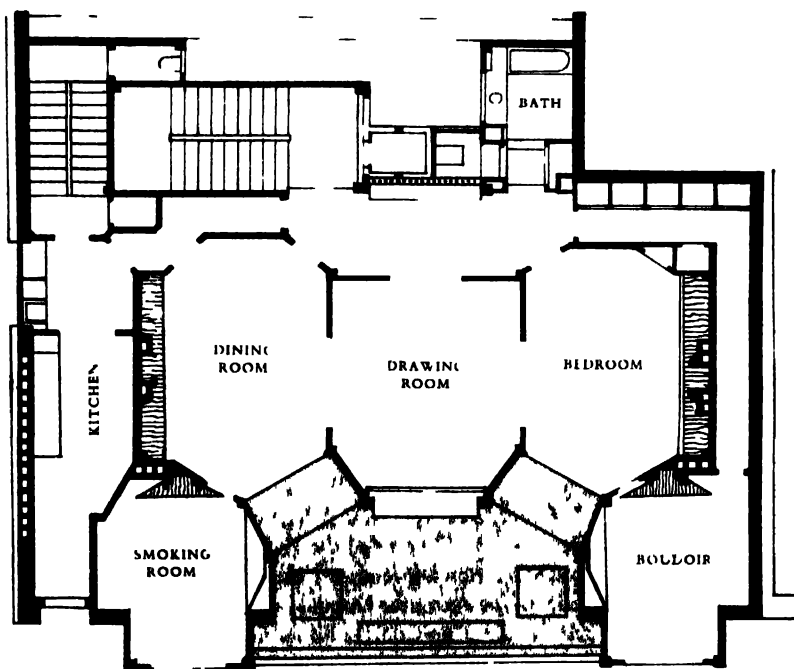 BATH
DINING
ROOM
DRAWING
ROOM
BEDROOM
KITCHEN
SMOKING
ROOM
BOUDOIR